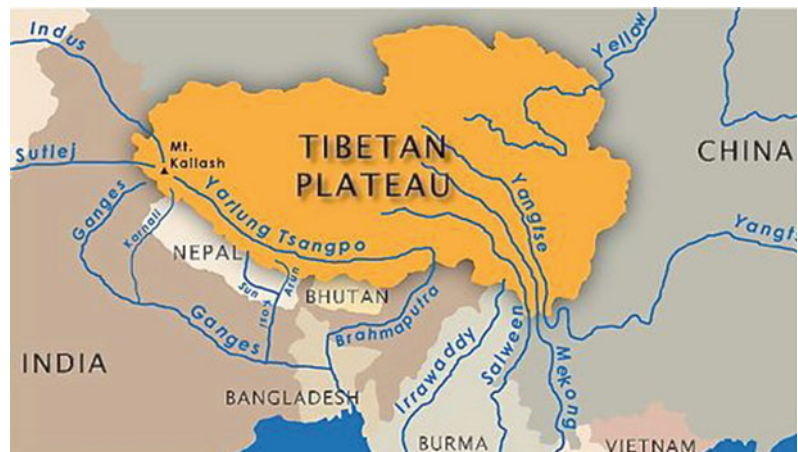 Indus
Yellow
Sutlej
Mt.
Kailash
TIBETAN
PLATEAU
CHINA
Ganges
Karnali
Yarlung Tsangpo
Yangtse
NEPAL
Sun
Kosi
Arun
BHUTAN
Yangts
Ganges
Brahmaputra
INDIA
BANGLADESH
Irrawaddy
Salween
Mekong
BURMA
VIETNAM